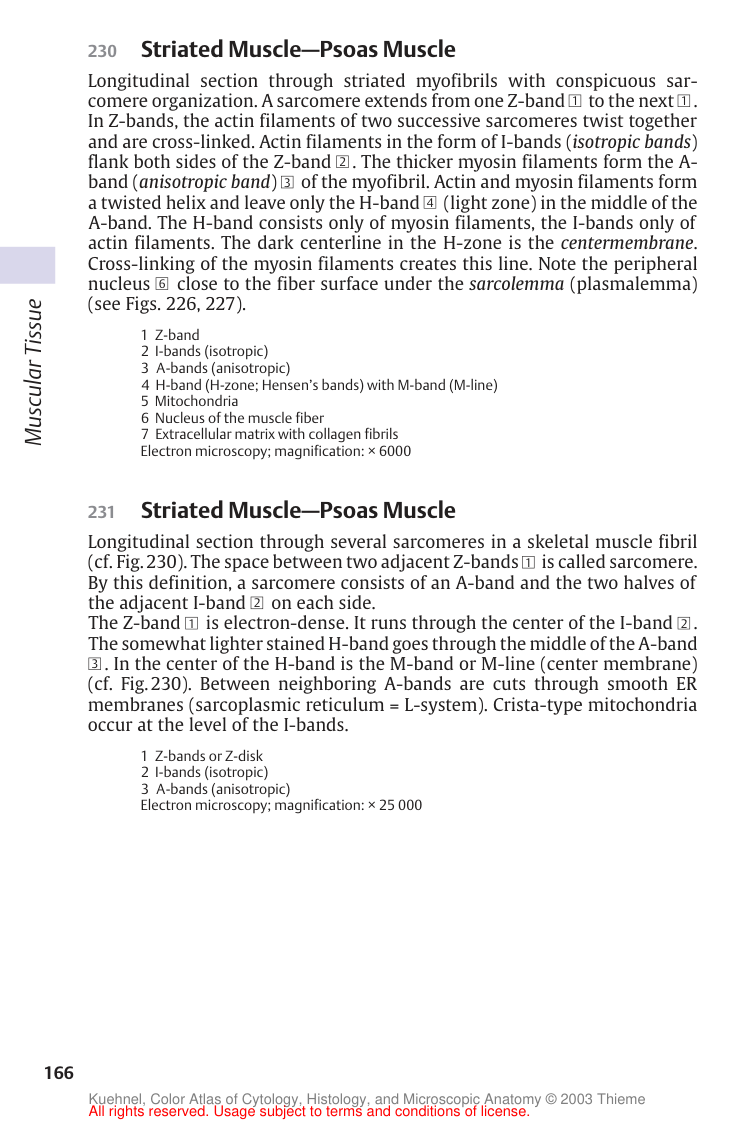 230 Striated Muscle—Psoas Muscle
Longitudinal section through striated myofibrils with conspicuous sar-
comere organization. A sarcomere extends from one Z-band 1 to the next 1.
In Z-bands, the actin filaments of two successive sarcomeres twist together
and are cross-linked. Actin filaments in the form of I-bands (isotropic bands)
flank both sides of the Z-band 2. The thicker myosin filaments form the A-
band (anisotropic band) 3 of the myofibril. Actin and myosin filaments form
a twisted helix and leave only the H-band 4 (light zone) in the middle of the
A-band. The H-band consists only of myosin filaments, the I-bands only of
actin filaments. The dark centerline in the H-zone is the centermembrane.
Cross-linking of the myosin filaments creates this line. Note the peripheral
nucleus 6 close to the fiber surface under the sarcolemma (plasmalemma)
(see Figs. 226, 227).
1 Z-band
2 I-bands (isotropic)
3 A-bands (anisotropic)
4 H-band (H-zone; Hensen's bands) with M-band (M-line)
5 Mitochondria
6 Nucleus of the muscle fiber
7 Extracellular matrix with collagen fibrils
Electron microscopy; magnification: × 6000
Muscular Tissue
231 Striated Muscle—Psoas Muscle
Longitudinal section through several sarcomeres in a skeletal muscle fibril
(cf. Fig. 230). The space between two adjacent Z-bands 1 is called sarcomere.
By this definition, a sarcomere consists of an A-band and the two halves of
the adjacent I-band 2 on each side.
The Z-band 1 is electron-dense. It runs through the center of the I-band 2.
The somewhat lighter stained H-band goes through the middle of the A-band
3. In the center of the H-band is the M-band or M-line (center membrane)
(cf. Fig. 230). Between neighboring A-bands are cuts through smooth ER
membranes (sarcoplasmic reticulum = L-system). Crista-type mitochondria
occur at the level of the I-bands.
1 Z-bands or Z-disk
2 I-bands (isotropic)
3 A-bands (anisotropic)
Electron microscopy; magnification: × 25 000
166
Kuehnel, Color Atlas of Cytology, Histology, and Microscopic Anatomy © 2003 Thieme
All rights reserved. Usage subject to terms and conditions of license.